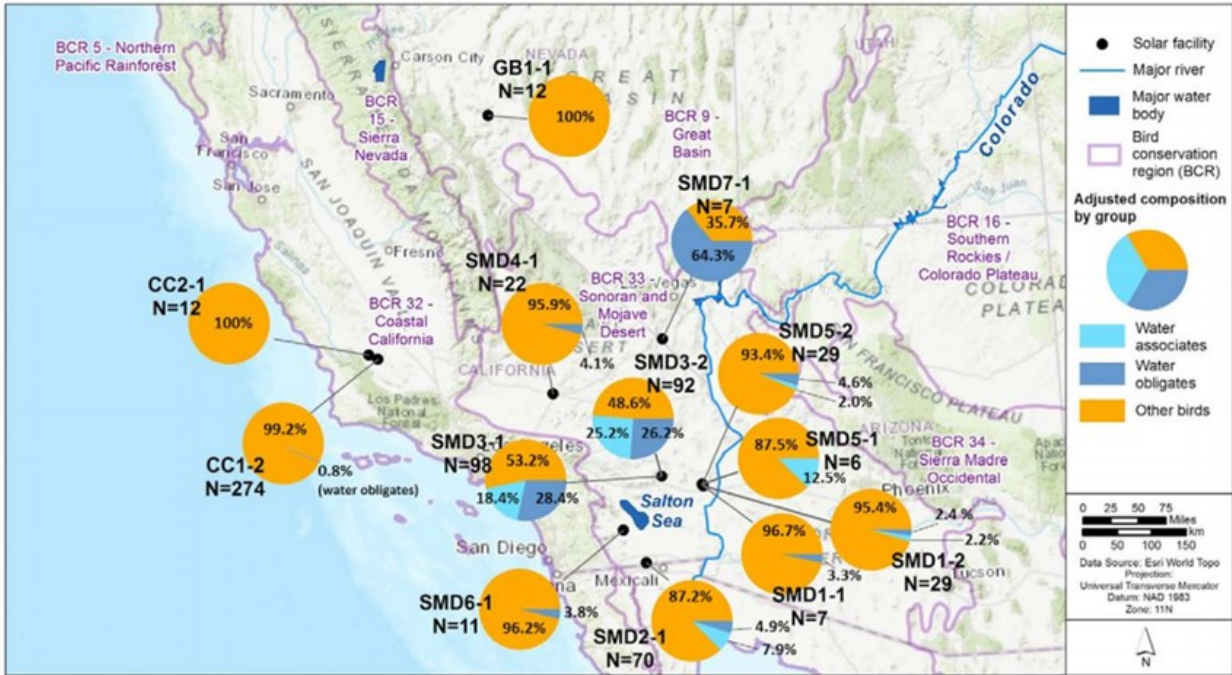 BCR 5 - Northern
Pacific Rainforest
Carson City
NEVADA
GREAT
BASIN
UTAH
GB1-1
N=12
100%
Sacramento
BCR
15 -
Sierra
Nevada
BCR 9 -
Great
Basin
San
Francisco
San Jose
SIERRA
NEVADA
SAN JOAQUIN VALLEY
Fresno
Salinas
SMD7-1
N=7
35.7%
64.3%
Colorado
San Juan
BCR 16 -
Southern
Rockies /
Colorado Plateau
CC2-1
N=12
100%
BCR 32 -
Coastal
California
SMD4-1
N=22
95.9%
4.1%
BCR 33 -
Sonoran and
Mojave
Desert
CALIFORNIA
SMD3-2
N=92
48.6%
25.2%
26.2%
SMD5-2
N=29
93.4%
4.6%
2.0%
SAN FRANCISCO PLATEAU
Los Padres
National
Forest
99.2%
CC1-2
N=274
0.8%
(water obligates)
SMD3-1
N=98
53.2%
18.4%
28.4%
87.5%
SMD5-1
N=6
12.5%
ARIZONA
BCR 34 -
Sierra Madre
Occidental
Phoenix
Salton
Sea
95.4%
2.4 %
2.2%
SMD1-2
N=29
96.7%
3.3%
SMD1-1
N=7
Tucson
San Diego
Mexicali
SMD6-1
N=11
3.8%
96.2%
87.2%
SMD2-1
N=70
4.9%
7.9%
Solar facility
Major river
Major water
body
Bird
conservation
region (BCR)
Adjusted composition
by group
Water
associates
Water
obligates
Other birds
0 25 50 75
Miles
km
0 50 100 150
Data Source: Esri World Topo
Projection:
Universal Transverse Mercator
Datum: NAD 1983
Zone: 11N
N